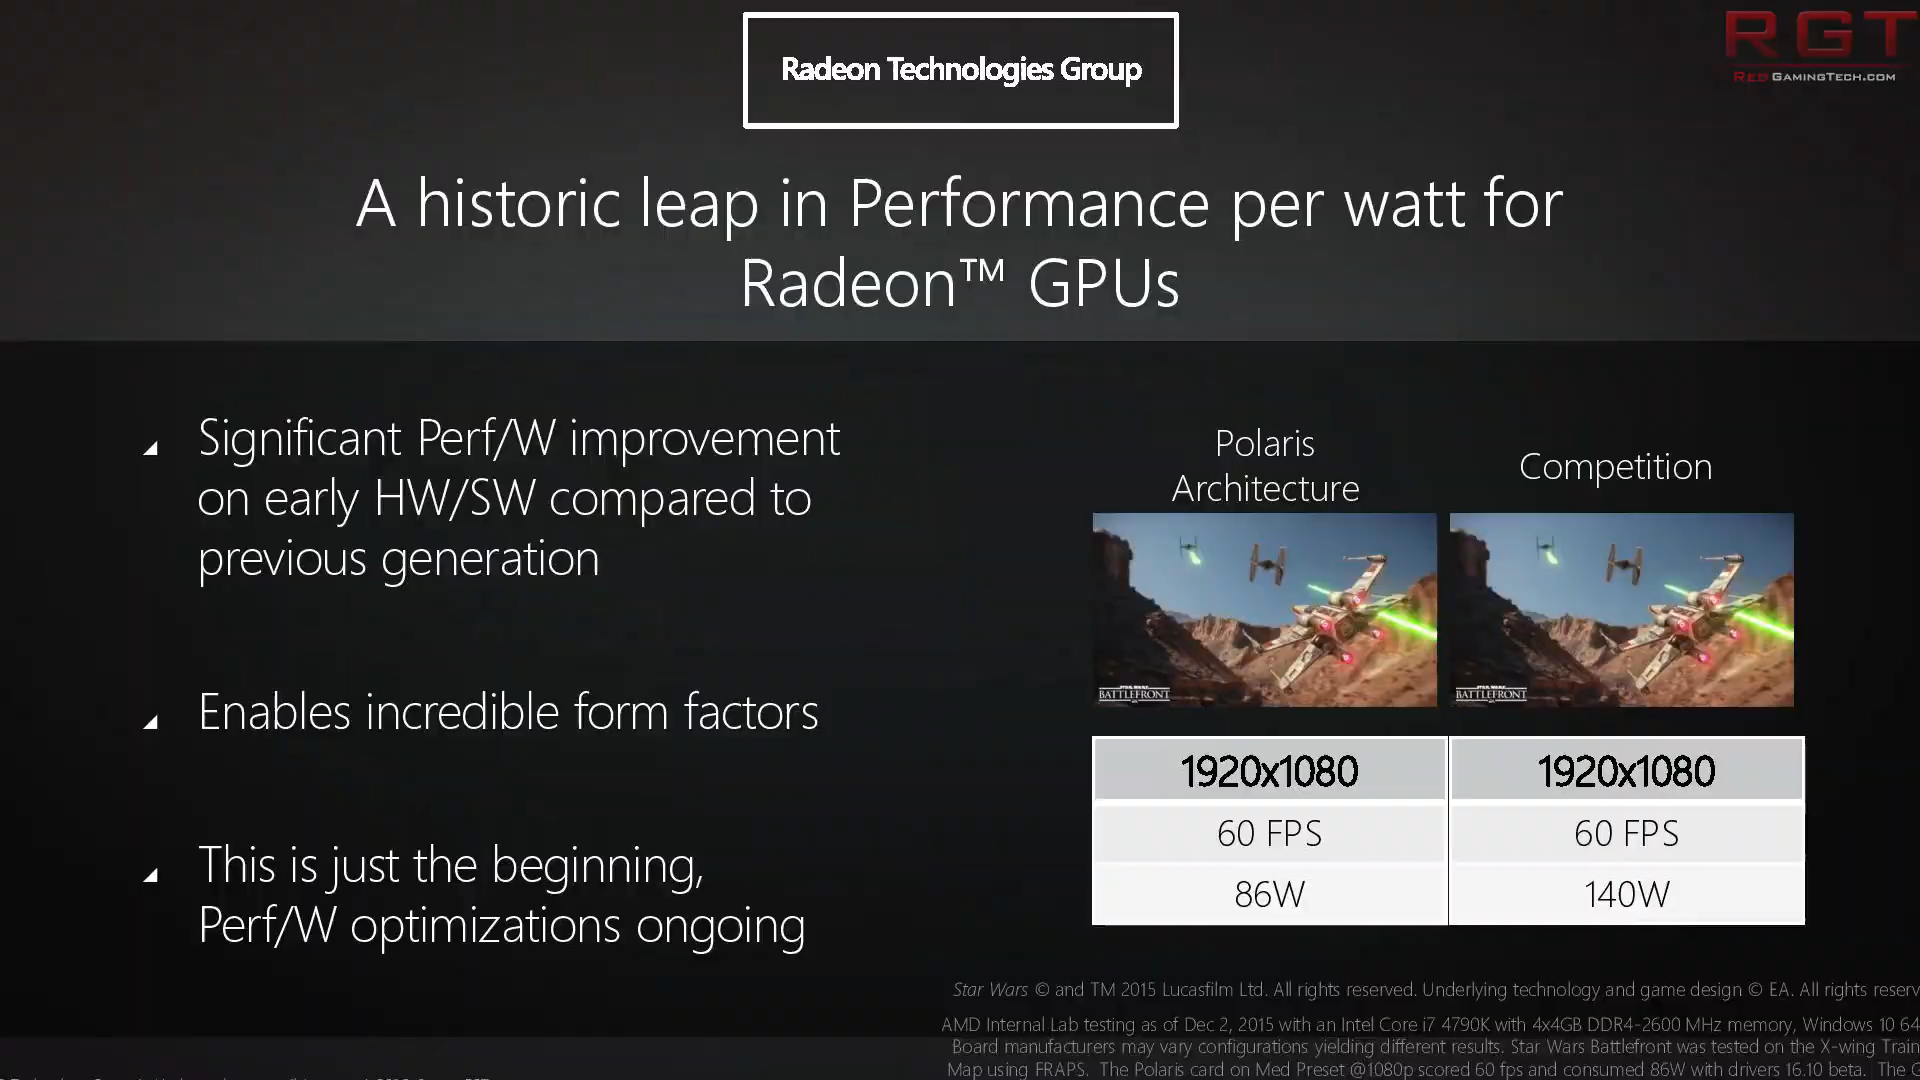 RGT
REDGAMINGTECH.COM
Radeon Technologies Group
A historic leap in Performance per watt for
Radeon™ GPUs
Significant Perf/W improvement
on early HW/SW compared to
previous generation
Enables incredible form factors
This is just the beginning,
Perf/W optimizations ongoing
Polaris
Architecture
Competition
STAR WARS
BATTLEFRONT
STAR WARS
BATTLEFRONT
1920x1080 1920x1080
60 FPS 60 FPS
86W 140W
Star Wars © and TM 2015 Lucasfilm Ltd. All rights reserved. Underlying technology and game design © EA. All rights reserv
AMD Internal Lab testing as of Dec 2, 2015 with an Intel Core i7 4790K with 4x4GB DDR4-2600 MHz memory, Windows 10 64
Board manufacturers may vary configurations yielding different results. Star Wars Battlefront was tested on the X-wing Train
Map using FRAPS. The Polaris card on Med Preset @1080p scored 60 fps and consumed 86W with drivers 16.10 beta. The